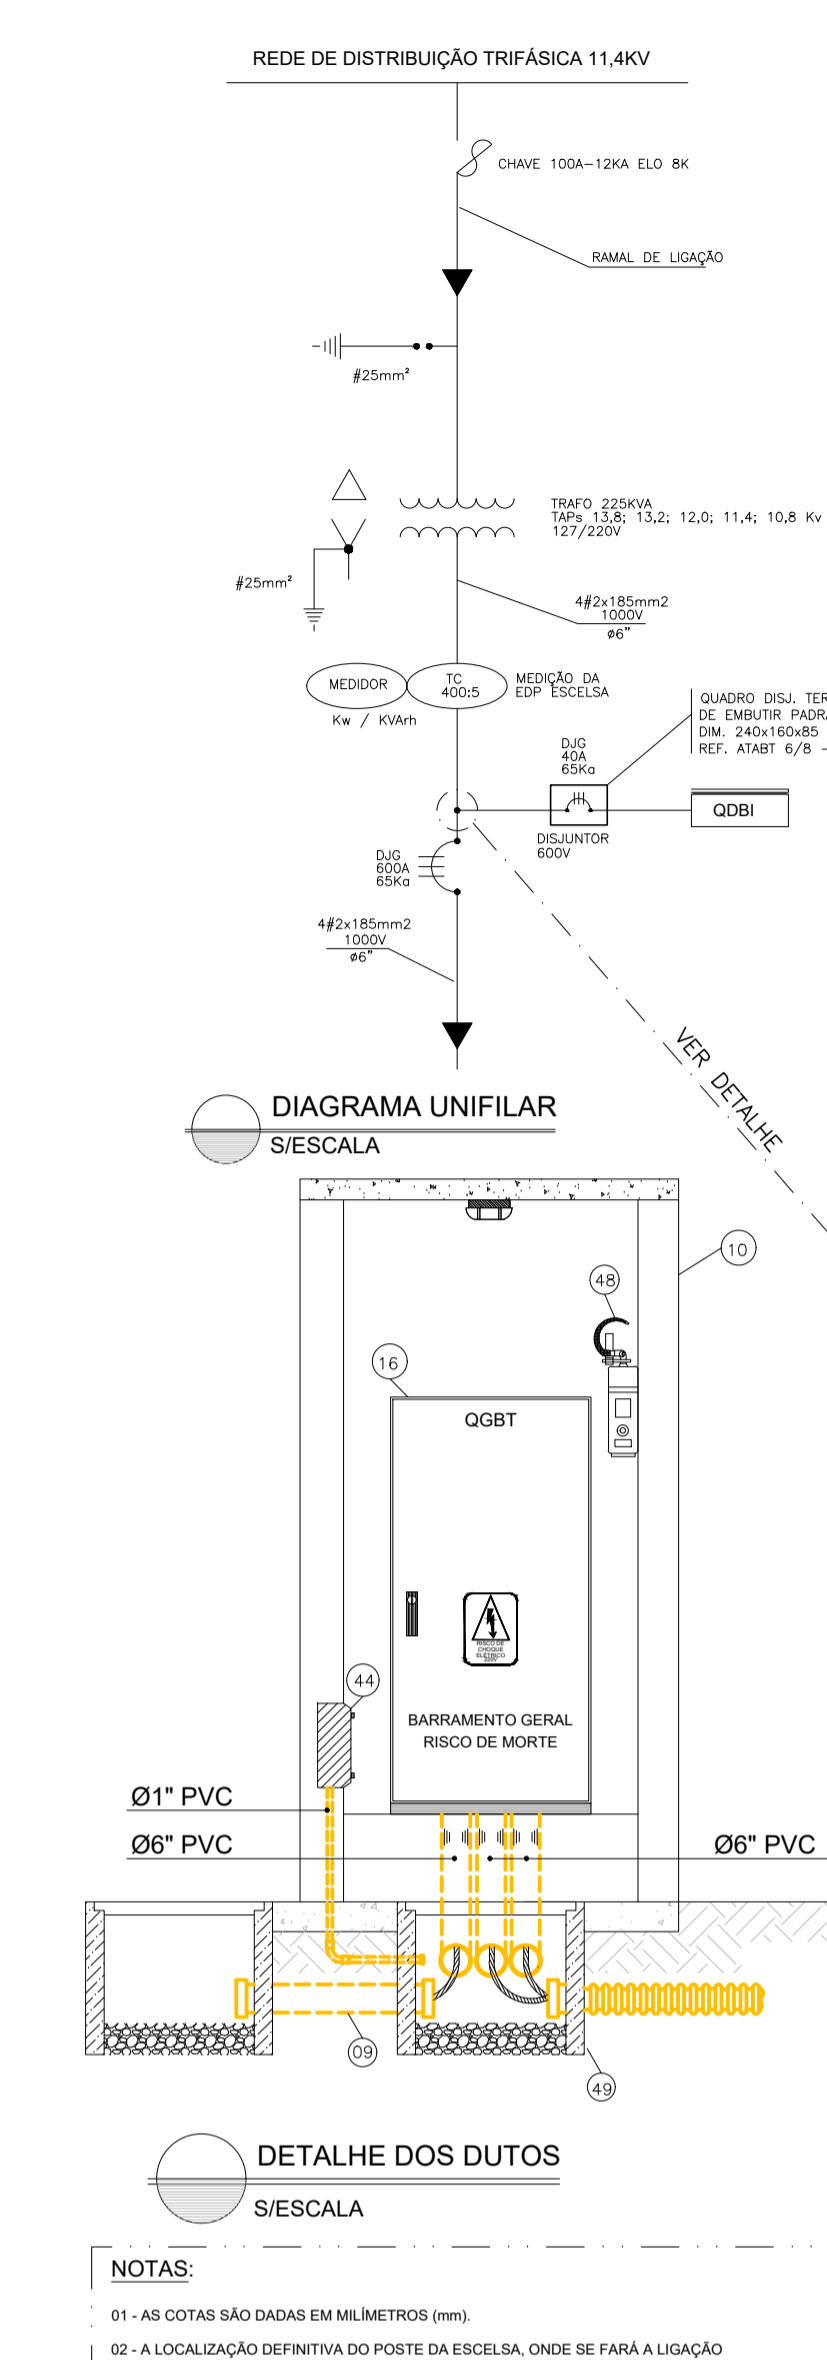 REDE DE DISTRIBUIÇÃO TRIFÁSICA 11,4KV
CHAVE 100A-12KA ELO 8K
RAMAL DE LIGAÇÃO
#25mm²
TRAFO 225KVA
TAPs 13,8; 13,2; 12,0; 11,4; 10,8 Kv
127/220V
#25mm²
4#2x185mm2
1000V
ø6"
MEDIDOR
TC
400:5
MEDIÇÃO DA
EDP ESCELSA
Kw / KVArh
QUADRO DISJ. TER
DE EMBUTIR PADRA
DIM. 240x160x85
REF. ATABT 6/8 -
DJG
40A
65Ka
QDBI
DISJUNTOR
600V
DJG
600A
65Ka
4#2x185mm2
1000V
ø6"
VER DETALHE
DIAGRAMA UNIFILAR
S/ESCALA
10
48
16
QGBT
RISCO DE
CHOQUE
ELÉTRICO
220V
44
BARRAMENTO GERAL
RISCO DE MORTE
Ø1" PVC
Ø6" PVC
Ø6" PVC
09
49
DETALHE DOS DUTOS
S/ESCALA
NOTAS:
01 - AS COTAS SÃO DADAS EM MILÍMETROS (mm).
02 - A LOCALIZAÇÃO DEFINITIVA DO POSTE DA ESCELSA, ONDE SE FARÁ A LIGAÇÃO